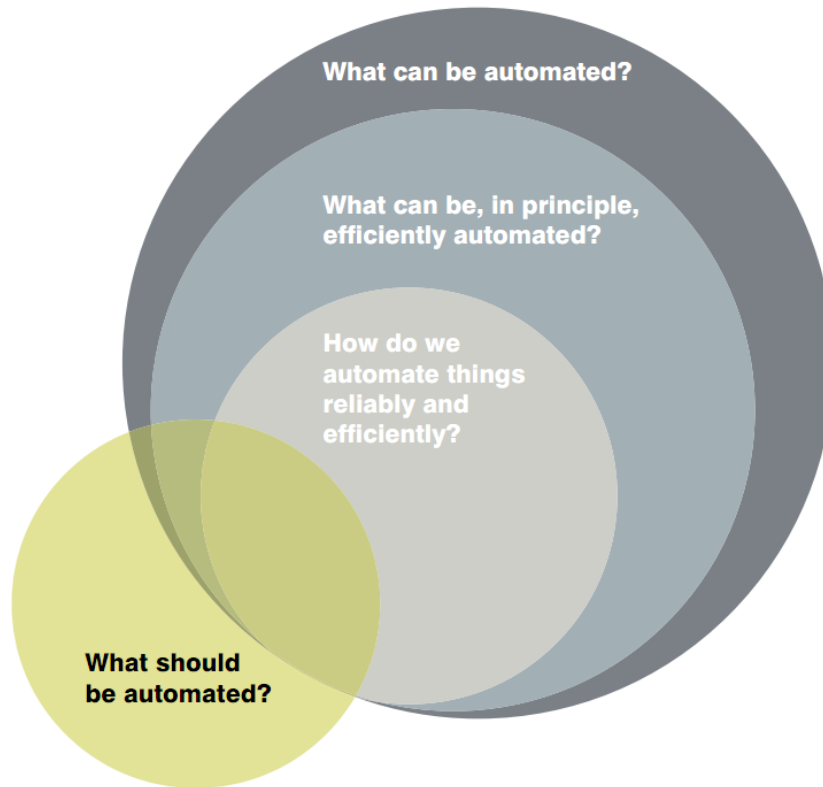 What can be automated?
What can be, in principle,
efficiently automated?
How do we
automate things
reliably and
efficiently?
What should
be automated?